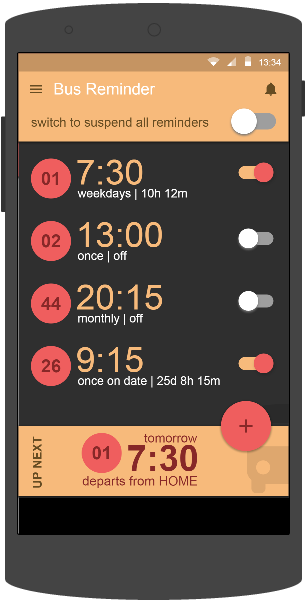 13:34
Bus Reminder
switch to suspend all reminders
01 7:30
weekdays | 10h 12m
02 13:00
once | off
44 20:15
monthly | off
26 9:15
once on date | 25d 8h 15m
+
UP NEXT
tomorrow
01 7:30
departs from HOME